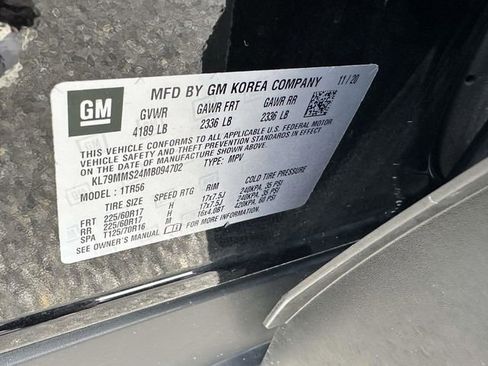 GM
MFD BY GM KOREA COMPANY 11/20
GVWR GAWR FRT GAWR RR
4189 LB 2336 LB 2336 LB
THIS VEHICLE CONFORMS TO ALL APPLICABLE U.S. FEDERAL MOTOR
VEHICLE SAFETY AND THEFT PREVENTION STANDARDS IN EFFECT
ON THE DATE OF MANUFACTURE SHOWN ABOVE.
KL79MMS24MB094702 TYPE: MPV
MODEL: 1TR56
SPEED RTG RIM COLD TIRE PRESSURE
FRT 225/60R17 H 17x7.5J 240KPA, 35 PSI
RR 225/60R17 H 17x7.5J 240KPA, 35 PSI
SPA T125/70R16 M 16x4.0BT 420KPA, 60 PSI
SEE OWNER'S MANUAL FOR MORE INFORMATION.